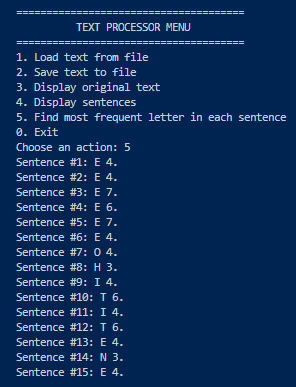 ======================================
TEXT PROCESSOR MENU
======================================
1. Load text from file
2. Save text to file
3. Display original text
4. Display sentences
5. Find most frequent letter in each sentence
0. Exit
Choose an action: 5
Sentence #1: E 4.
Sentence #2: E 4.
Sentence #3: E 7.
Sentence #4: E 6.
Sentence #5: E 7.
Sentence #6: E 4.
Sentence #7: O 4.
Sentence #8: H 3.
Sentence #9: I 4.
Sentence #10: T 6.
Sentence #11: I 4.
Sentence #12: T 6.
Sentence #13: E 4.
Sentence #14: N 3.
Sentence #15: E 4.